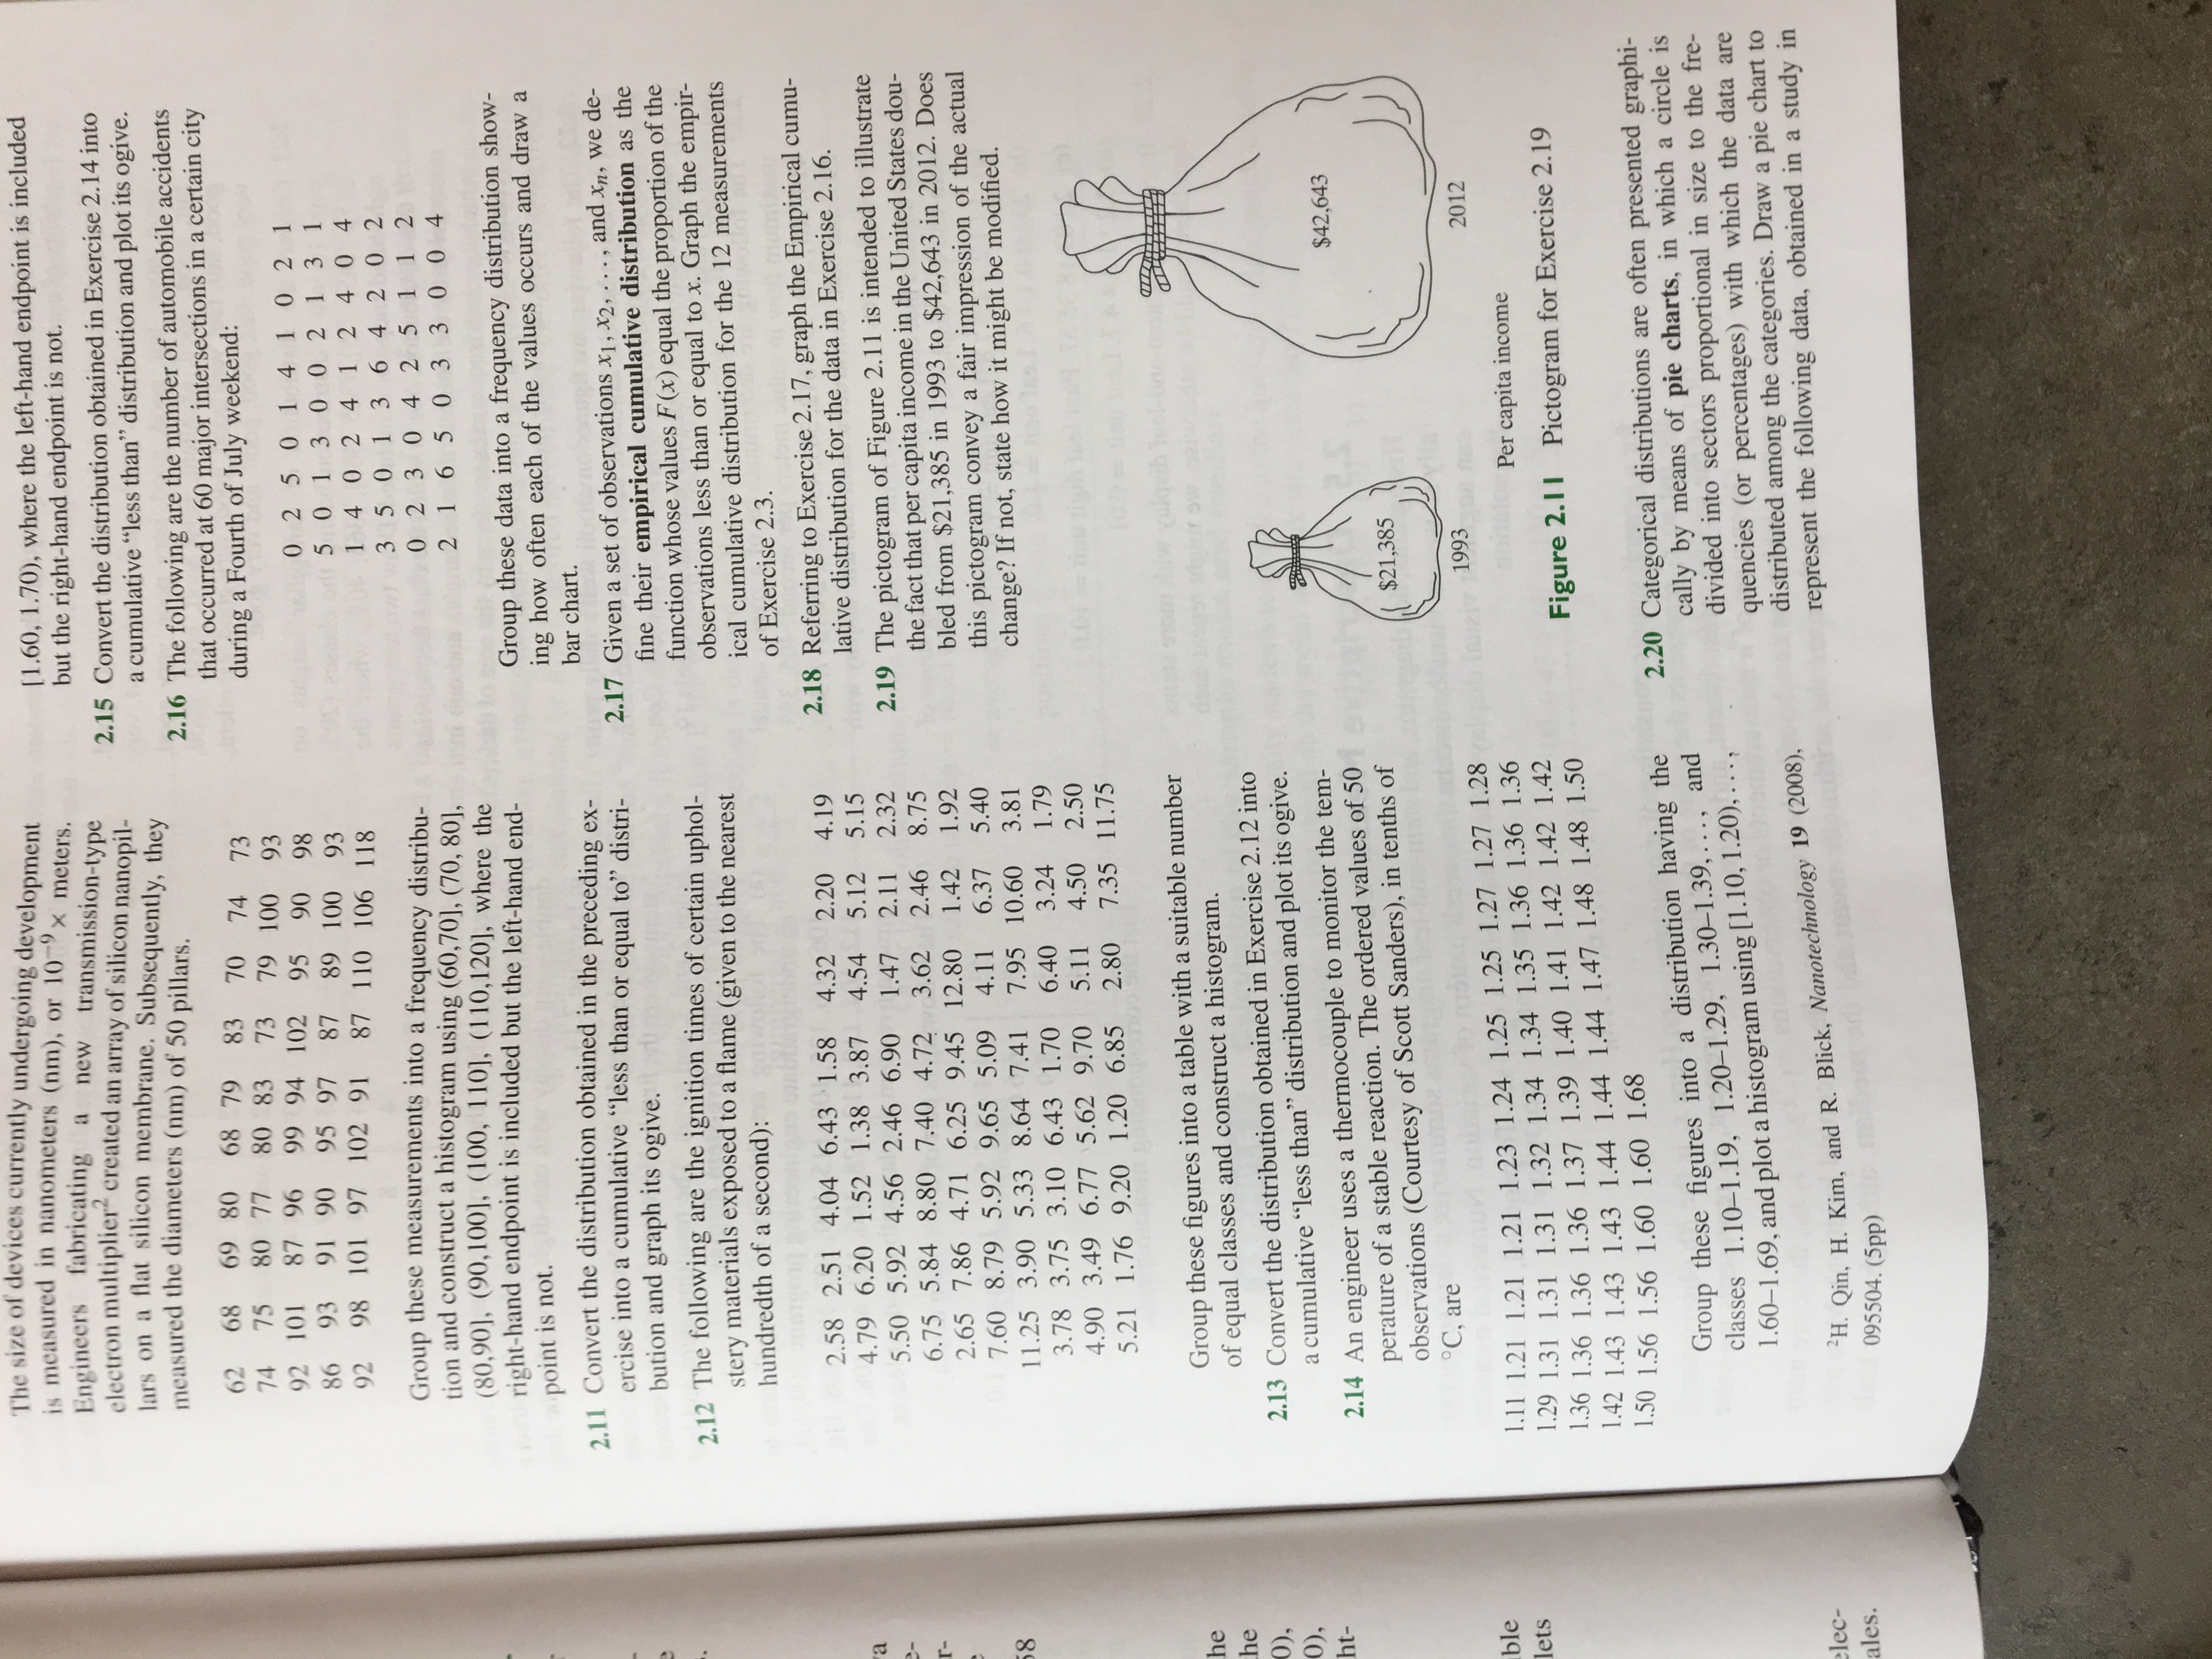 The size of devices currently undergoing development
is measured in nanometers (nm), or 10⁻⁹ × meters.
Engineers fabricating a new transmission-type
electron multiplier² created an array of silicon nanopil-
lars on a flat silicon membrane. Subsequently, they
measured the diameters (nm) of 50 pillars.
62 68 69 80 68 79 83 70 74 73
74 75 80 77 80 83 73 79 100 93
92 101 87 96 99 94 102 95 90 98
86 93 91 90 95 97 87 89 100 93
92 98 101 97 102 91 87 110 106 118
Group these measurements into a frequency distribu-
tion and construct a histogram using (60,70], (70, 80],
(80,90], (90,100], (100, 110], (110,120], where the
right-hand endpoint is included but the left-hand end-
point is not.
2.11 Convert the distribution obtained in the preceding ex-
ercise into a cumulative “less than or equal to” distri-
bution and graph its ogive.
2.12 The following are the ignition times of certain uphol-
stery materials exposed to a flame (given to the nearest
hundredth of a second):
2.58 2.51 4.04 6.43 1.58 4.32 2.20 4.19
4.79 6.20 1.52 1.38 3.87 4.54 5.12 5.15
5.50 5.92 4.56 2.46 6.90 1.47 2.11 2.32
6.75 5.84 8.80 7.40 4.72 3.62 2.46 8.75
2.65 7.86 4.71 6.25 9.45 12.80 1.42 1.92
7.60 8.79 5.92 9.65 5.09 4.11 6.37 5.40
11.25 3.90 5.33 8.64 7.41 7.95 10.60 3.81
3.78 3.75 3.10 6.43 1.70 6.40 3.24 1.79
4.90 3.49 6.77 5.62 9.70 5.11 4.50 2.50
5.21 1.76 9.20 1.20 6.85 2.80 7.35 11.75
Group these figures into a table with a suitable number
of equal classes and construct a histogram.
2.13 Convert the distribution obtained in Exercise 2.12 into
a cumulative “less than” distribution and plot its ogive.
2.14 An engineer uses a thermocouple to monitor the tem-
perature of a stable reaction. The ordered values of 50
observations (Courtesy of Scott Sanders), in tenths of
°C, are
1.11 1.21 1.21 1.21 1.23 1.24 1.25 1.25 1.27 1.27 1.28
1.29 1.31 1.31 1.31 1.32 1.34 1.34 1.35 1.36 1.36 1.36
1.36 1.36 1.36 1.36 1.37 1.39 1.40 1.41 1.42 1.42 1.42
1.42 1.43 1.43 1.43 1.44 1.44 1.44 1.47 1.48 1.48 1.50
1.50 1.56 1.56 1.60 1.60 1.68
Group these figures into a distribution having the
classes 1.10–1.19, 1.20–1.29, 1.30–1.39, . . . , and
1.60–1.69, and plot a histogram using [1.10, 1.20), . . . ,
²H. Qin, H. Kim, and R. Blick, Nanotechnology 19 (2008),
095504. (5pp)
[1.60, 1.70), where the left-hand endpoint is included
but the right-hand endpoint is not.
2.15 Convert the distribution obtained in Exercise 2.14 into
a cumulative “less than” distribution and plot its ogive.
2.16 The following are the number of automobile accidents
that occurred at 60 major intersections in a certain city
during a Fourth of July weekend:
0 2 5 0 1 4 1 0 2 1
5 0 1 3 0 0 2 1 3 1
1 4 0 2 4 1 2 4 0 4
3 5 0 1 3 6 4 2 0 2
0 2 3 0 4 2 5 1 1 2
2 1 6 5 0 3 3 0 0 4
Group these data into a frequency distribution show-
ing how often each of the values occurs and draw a
bar chart.
2.17 Given a set of observations x₁, x₂, . . . , and xₙ, we de-
fine their empirical cumulative distribution as the
function whose values F(x) equal the proportion of the
observations less than or equal to x. Graph the empir-
ical cumulative distribution for the 12 measurements
of Exercise 2.3.
2.18 Referring to Exercise 2.17, graph the Empirical cumu-
lative distribution for the data in Exercise 2.16.
2.19 The pictogram of Figure 2.11 is intended to illustrate
the fact that per capita income in the United States dou-
bled from $21,385 in 1993 to $42,643 in 2012. Does
this pictogram convey a fair impression of the actual
change? If not, state how it might be modified.
$21,385
$42,643
1993
2012
Per capita income
Figure 2.11 Pictogram for Exercise 2.19
2.20 Categorical distributions are often presented graphi-
cally by means of pie charts, in which a circle is
divided into sectors proportional in size to the fre-
quencies (or percentages) with which the data are
distributed among the categories. Draw a pie chart to
represent the following data, obtained in a study in